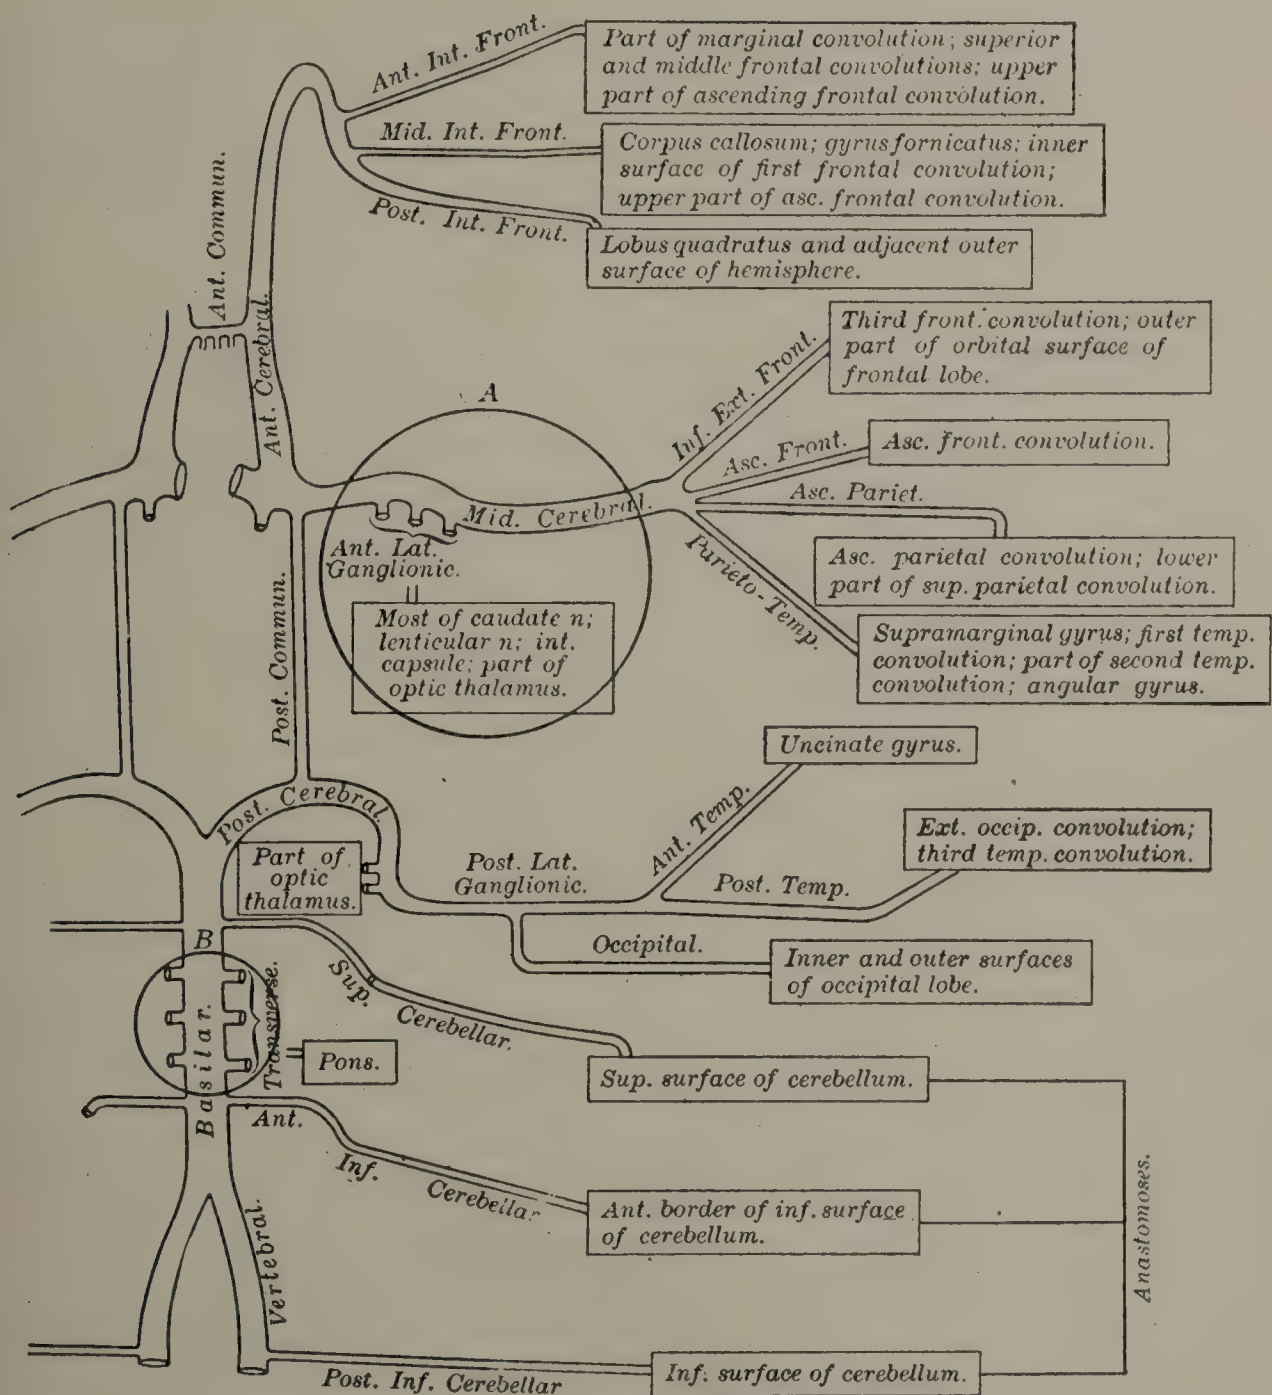 Ant. Int. Front.
Part of marginal convolution; superior
and middle frontal convolutions; upper
part of ascending frontal convolution.
Mid. Int. Front.
Corpus callosum; gyrus fornicatus; inner
surface of first frontal convolution;
upper part of asc. frontal convolution.
Post. Int. Front.
Lobus quadratus and adjacent outer
surface of hemisphere.
Ant. Commun.
Ant. Cerebral.
A
Inf. Ext. Front.
Third front. convolution; outer
part of orbital surface of
frontal lobe.
Asc. Front.
Asc. front. convolution.
Mid. Cerebral.
Asc. Pariet.
Asc. parietal convolution; lower
part of sup. parietal convolution.
Parieto-Temp.
Supramarginal gyrus; first temp.
convolution; part of second temp.
convolution; angular gyrus.
Ant. Lat.
Ganglionic.
Most of caudate n;
lenticular n; int.
capsule; part of
optic thalamus.
Post. Commun.
Post. Cerebral.
Part of
optic
thalamus.
Post. Lat.
Ganglionic.
Ant. Temp.
Uncinate gyrus.
Post. Temp.
Ext. occip. convolution;
third temp. convolution.
Occipital.
Inner and outer surfaces
of occipital lobe.
B
Basilar.
Transverse.
Pons.
Sup. Cerebellar.
Sup. surface of cerebellum.
Ant. Inf. Cerebellar
Ant. border of inf. surface
of cerebellum.
Anastomoses.
Vertebral.
Post. Inf. Cerebellar
Inf. surface of cerebellum.